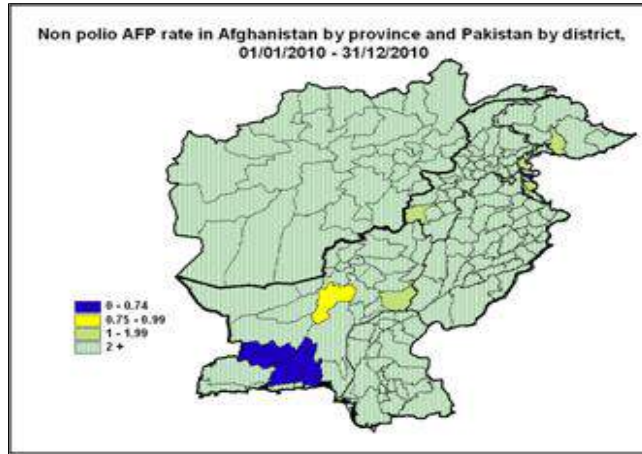 Non polio AFP rate in Afghanistan by province and Pakistan by district,
01/01/2010 - 31/12/2010
0 - 0.74
0.75 - 0.99
1 - 1.99
2 +